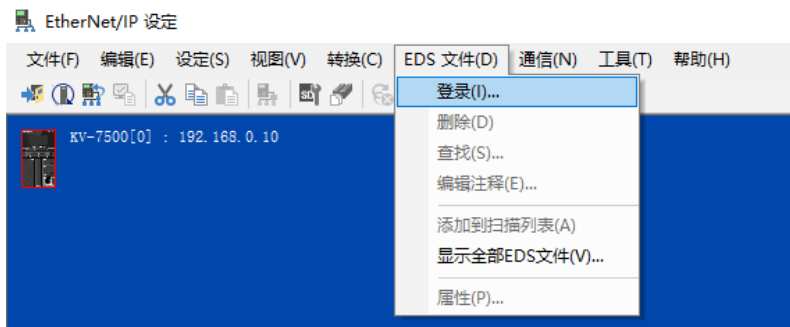 EtherNet/IP 设定
文件(F) 编辑(E) 设定(S) 视图(V) 转换(C) EDS 文件(D) 通信(N) 工具(T) 帮助(H)
登录(I)...
KV-7500[0] : 192.168.0.10
删除(D)
查找(S)...
编辑注释(E)...
添加到扫描列表(A)
显示全部EDS文件(V)...
属性(P)...